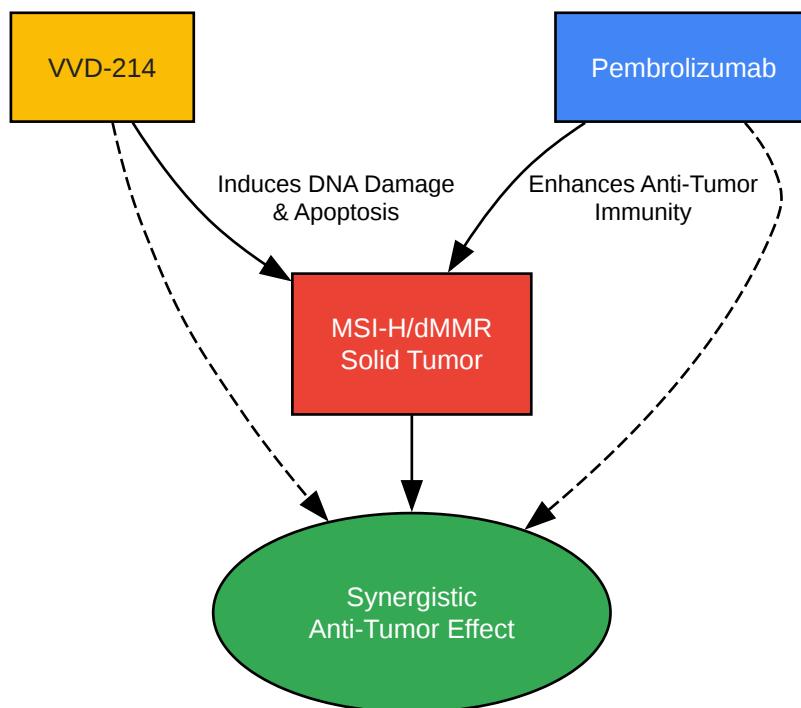 VVD-214
Pembrolizumab
Induces DNA Damage
& Apoptosis
Enhances Anti-Tumor
Immunity
MSI-H/dMMR
Solid Tumor
Synergistic
Anti-Tumor Effect